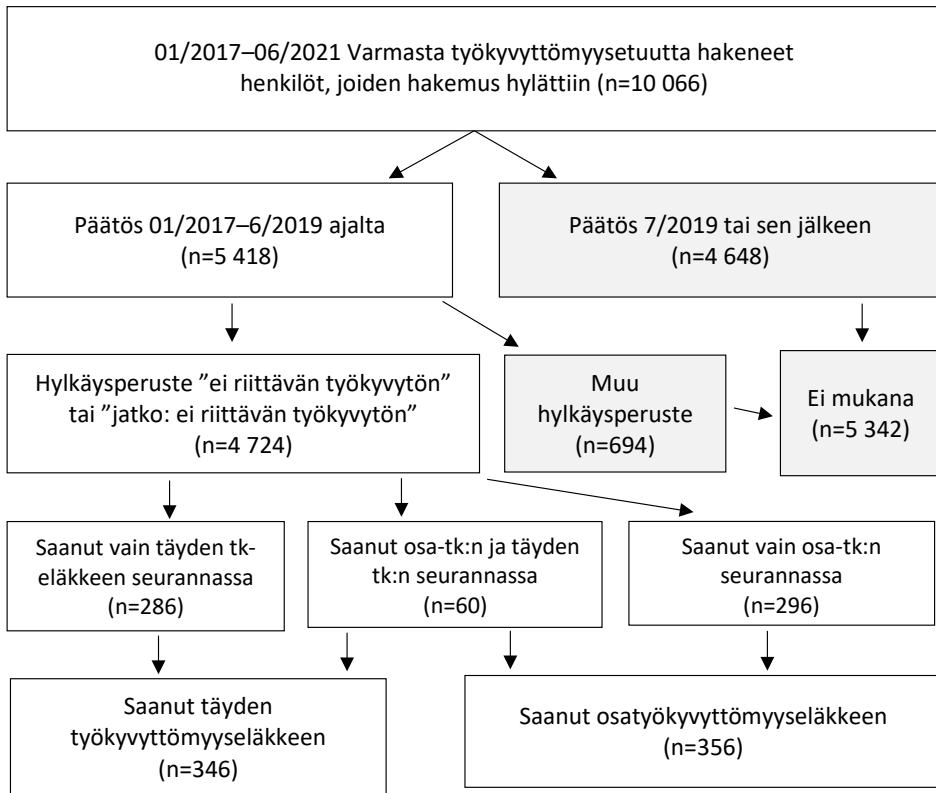 01/2017–06/2021 Varmasta työkyvyttömyysetuutta hakeneet
henkilöt, joiden hakemus hylättiin (n=10 066)
Päätös 01/2017–6/2019 ajalta
(n=5 418)
Päätös 7/2019 tai sen jälkeen
(n=4 648)
Hylkäysperuste ”ei riittävän työkyvytön”
tai ”jatko: ei riittävän työkyvytön”
(n=4 724)
Muu
hylkäysperuste
(n=694)
Ei mukana
(n=5 342)
Saanut vain täyden tk-
eläkkeen seurannassa
(n=286)
Saanut osa-tk:n ja täyden
tk:n seurannassa
(n=60)
Saanut vain osa-tk:n
seurannassa
(n=296)
Saanut täyden
työkyvyttömyyseläkkeen
(n=346)
Saanut osatyökyvyttömyyseläkkeen
(n=356)